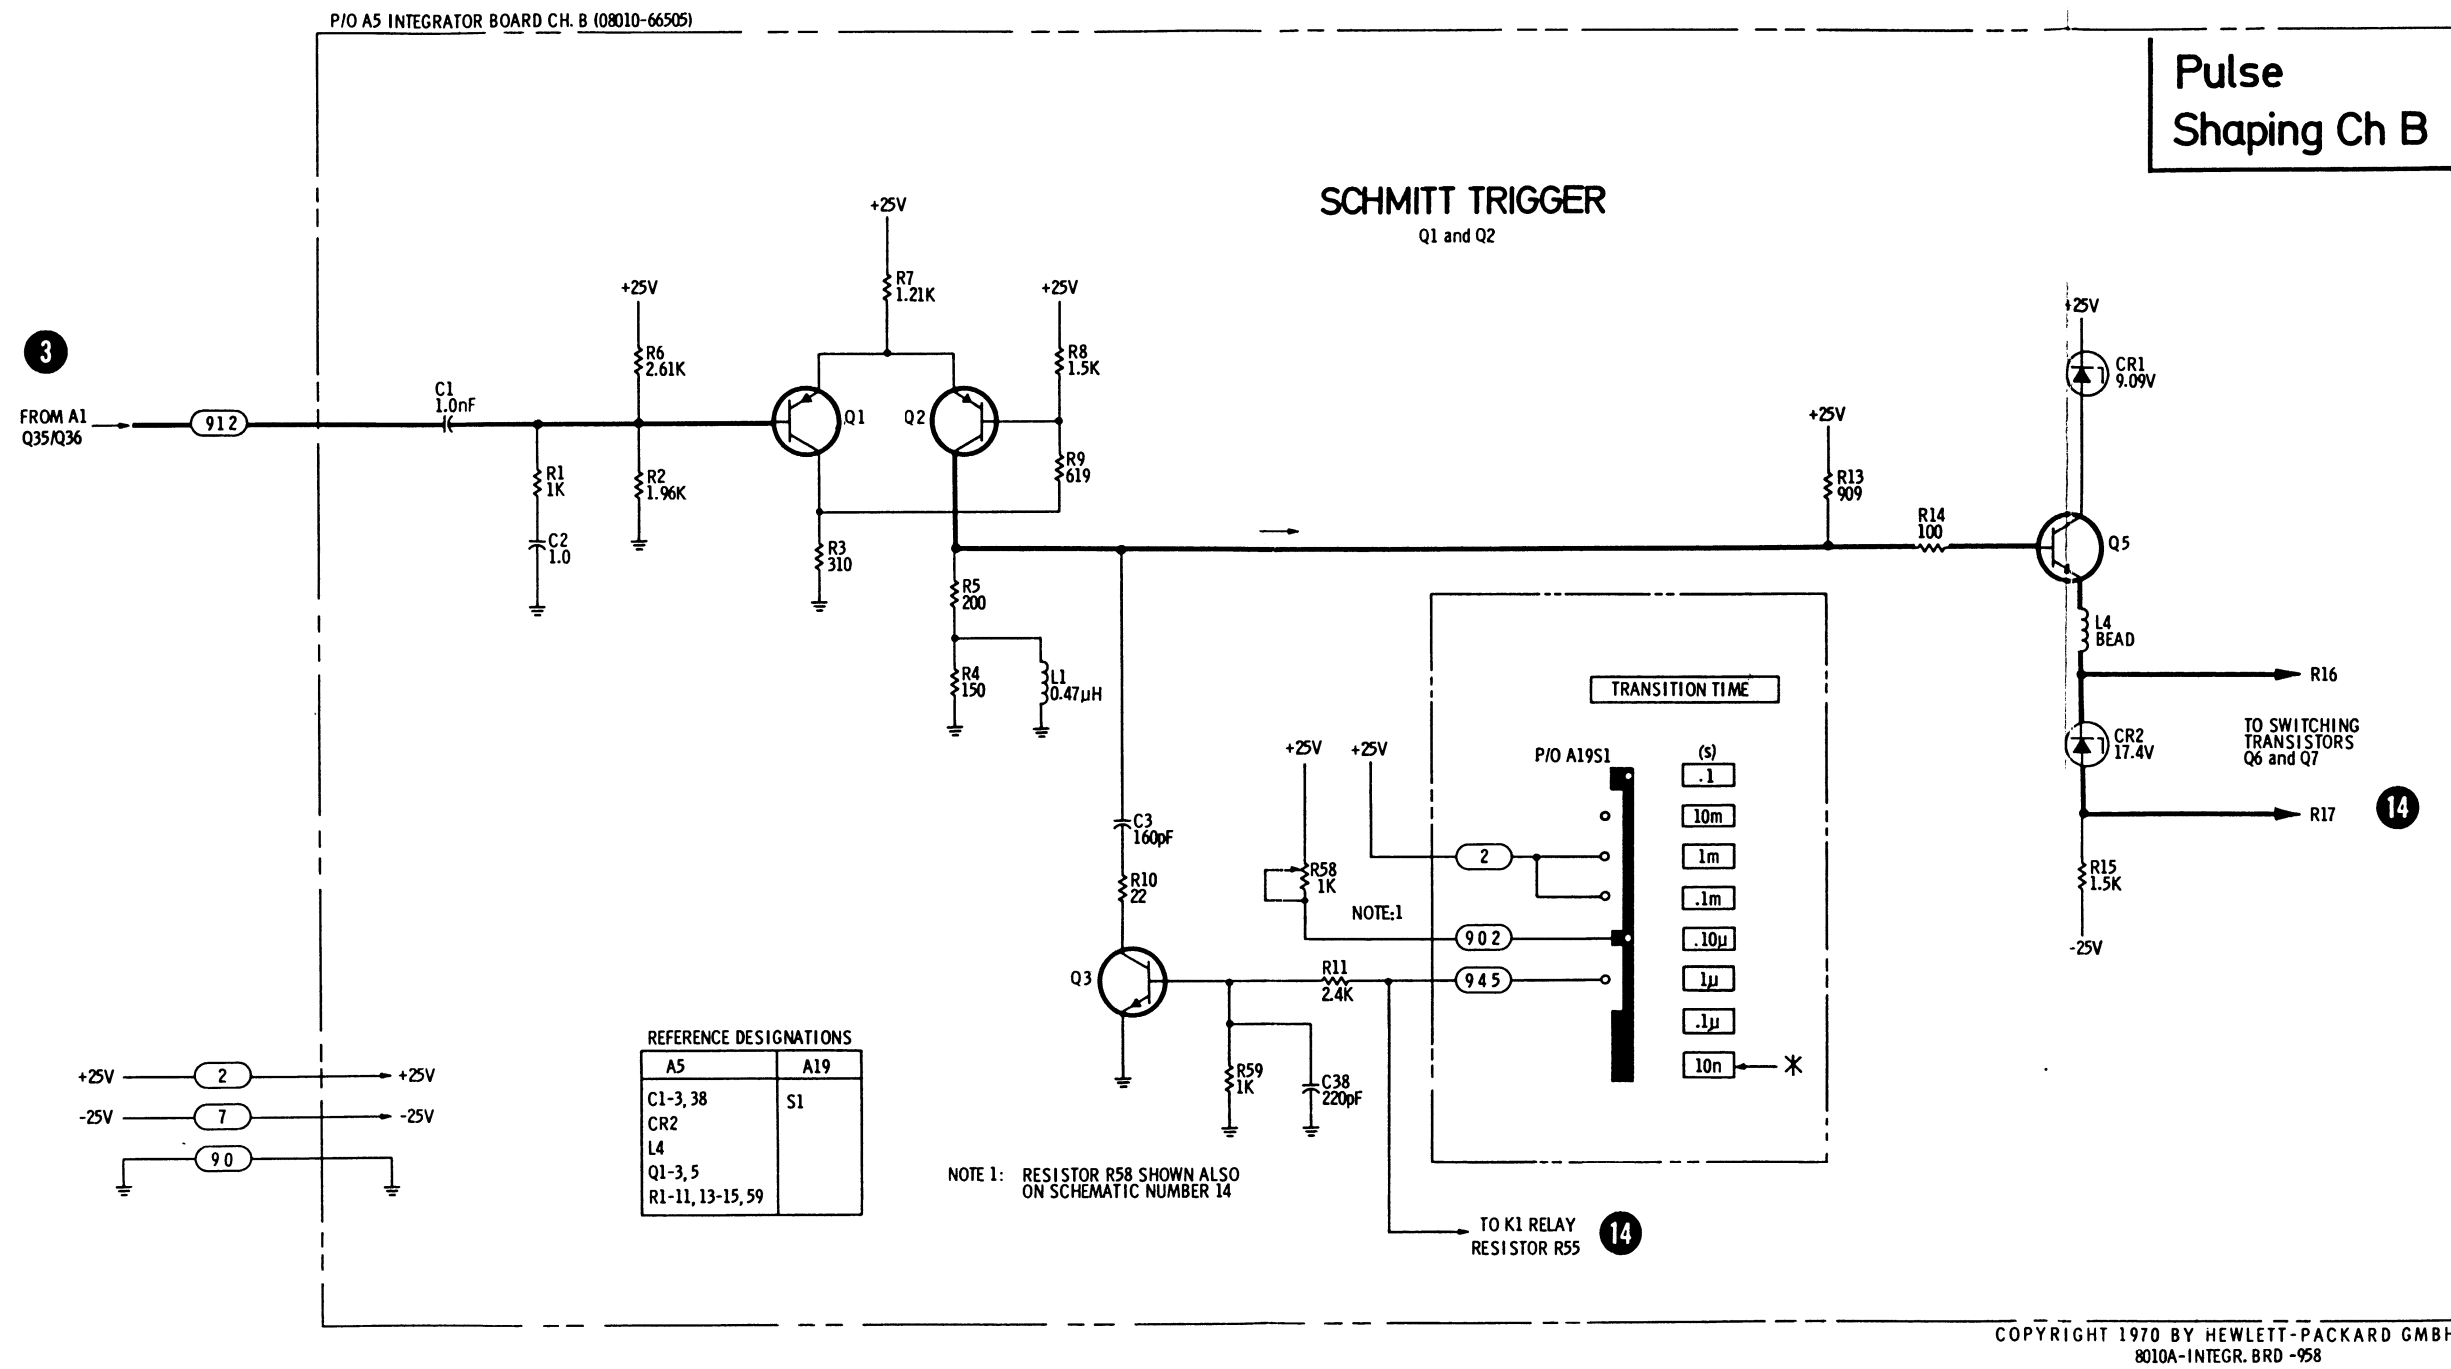 P/O A5 INTEGRATOR BOARD CH. B (08010-66505)
Pulse
Shaping Ch B
SCHMITT TRIGGER
Q1 and Q2
+25V
R7
1.21K
+25V
R6
2.61K
+25V
R8
1.5K
+25V
CR1
9.09V
3
FROM A1
Q35/Q36
912
C1
1.0nF
Q1
Q2
+25V
R1
1K
R2
1.96K
R9
619
R13
909
C2
1.0
R3
310
R14
100
Q5
R5
200
R4
150
L1
0.47µH
L4
BEAD
R16
TRANSITION TIME
TO SWITCHING
TRANSISTORS
Q6 and Q7
CR2
17.4V
+25V
+25V
P/O A19S1
(s)
.1
10m
1m
.1m
.10µ
1µ
.1µ
10n
R17
14
C3
160pF
2
R58
1K
R10
22
NOTE:1
902
R15
1.5K
-25V
Q3
R11
2.4K
945
REFERENCE DESIGNATIONS
A5
A19
C1-3, 38
S1
CR2
L4
Q1-3, 5
R1-11, 13-15, 59
R59
1K
C38
220pF
+25V
2
+25V
-25V
7
-25V
90
NOTE 1: RESISTOR R58 SHOWN ALSO
ON SCHEMATIC NUMBER 14
TO K1 RELAY
RESISTOR R55
14
COPYRIGHT 1970 BY HEWLETT-PACKARD GMBH
8010A-INTEGR. BRD -958